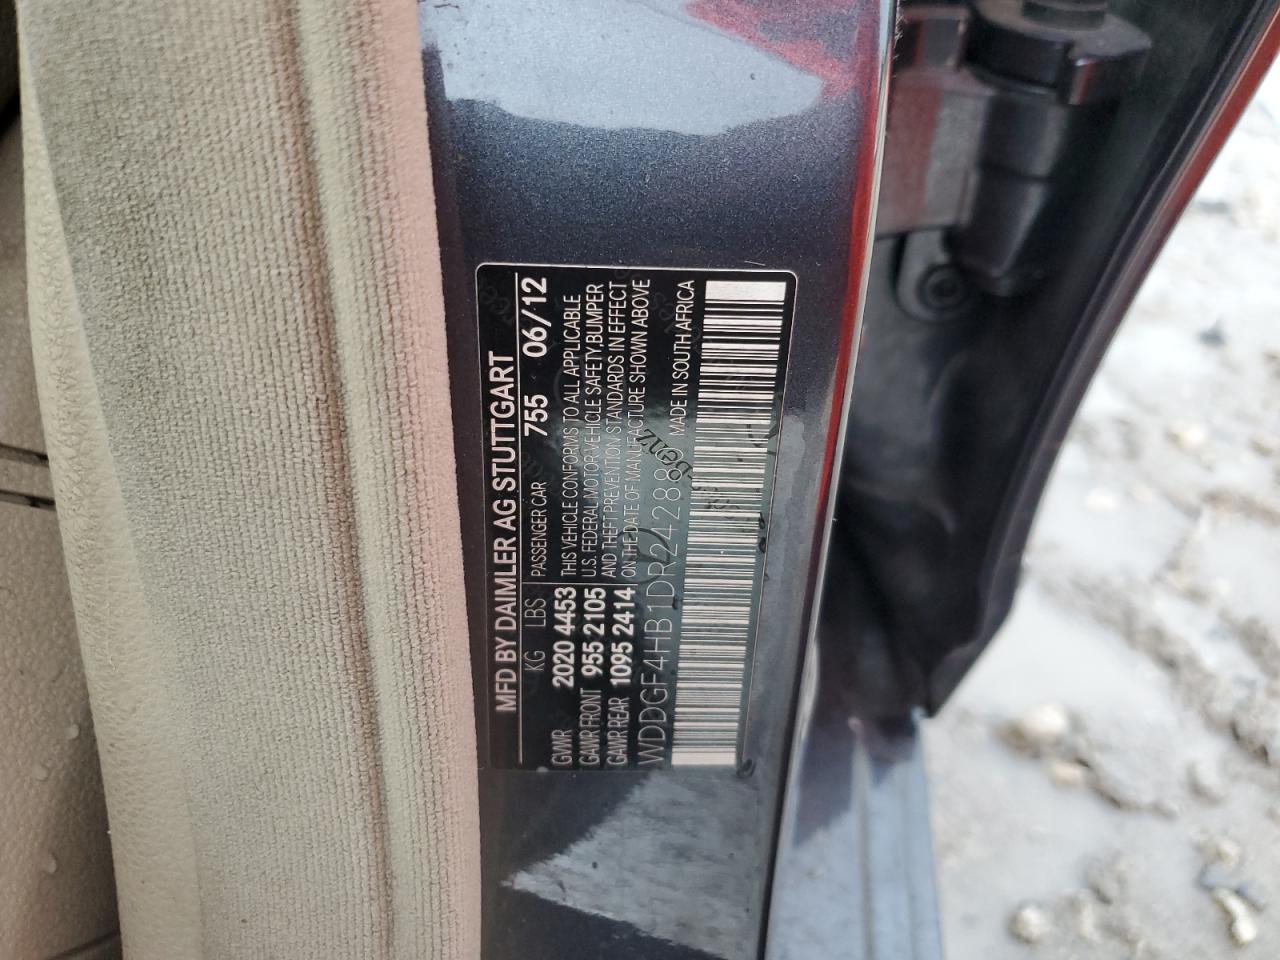 MFD BY DAIMLER AG STUTTGART
KG LBS
755 06/12
GVWR 2020 4453
GAWR FRONT 955 2105
GAWR REAR 1095 2414
PASSENGER CAR
THIS VEHICLE CONFORMS TO ALL APPLICABLE
U.S. FEDERAL MOTOR VEHICLE SAFETY, BUMPER
AND THEFT PREVENTION STANDARDS IN EFFECT
ON THE DATE OF MANUFACTURE SHOWN ABOVE
WDDGF4HB1DR242888
MADE IN SOUTH AFRICA